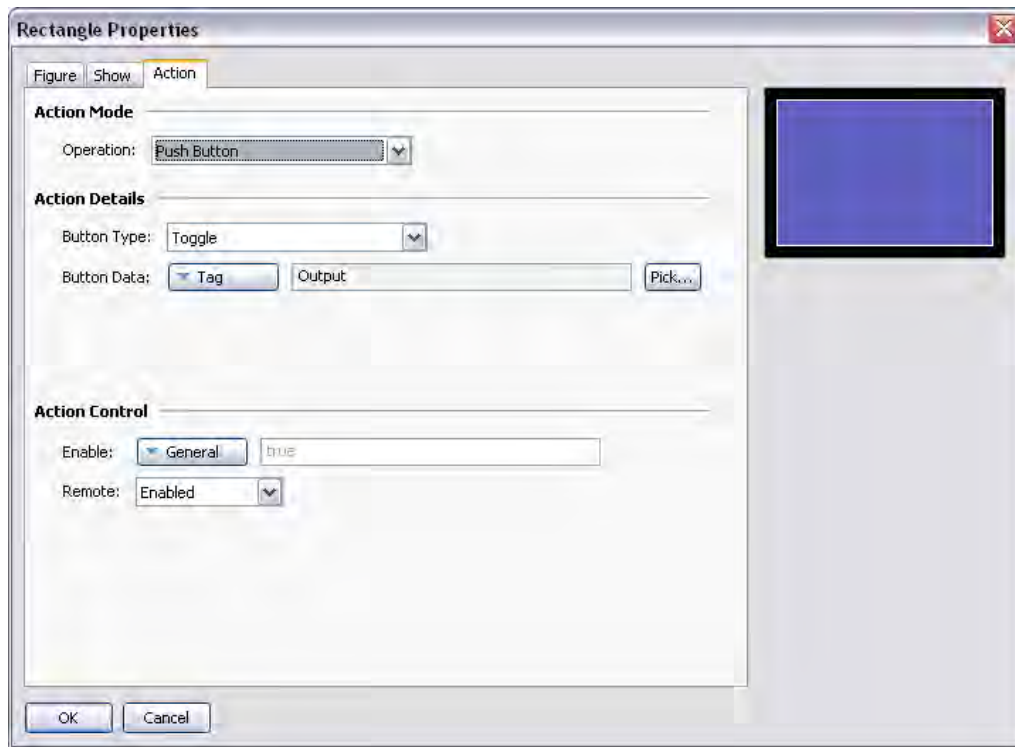 Rectangle Properties
Figure Show Action
Action Mode
Operation: Push Button
Action Details
Button Type: Toggle
Button Data: Tag Output Pick...
Action Control
Enable: General true
Remote: Enabled
OK Cancel